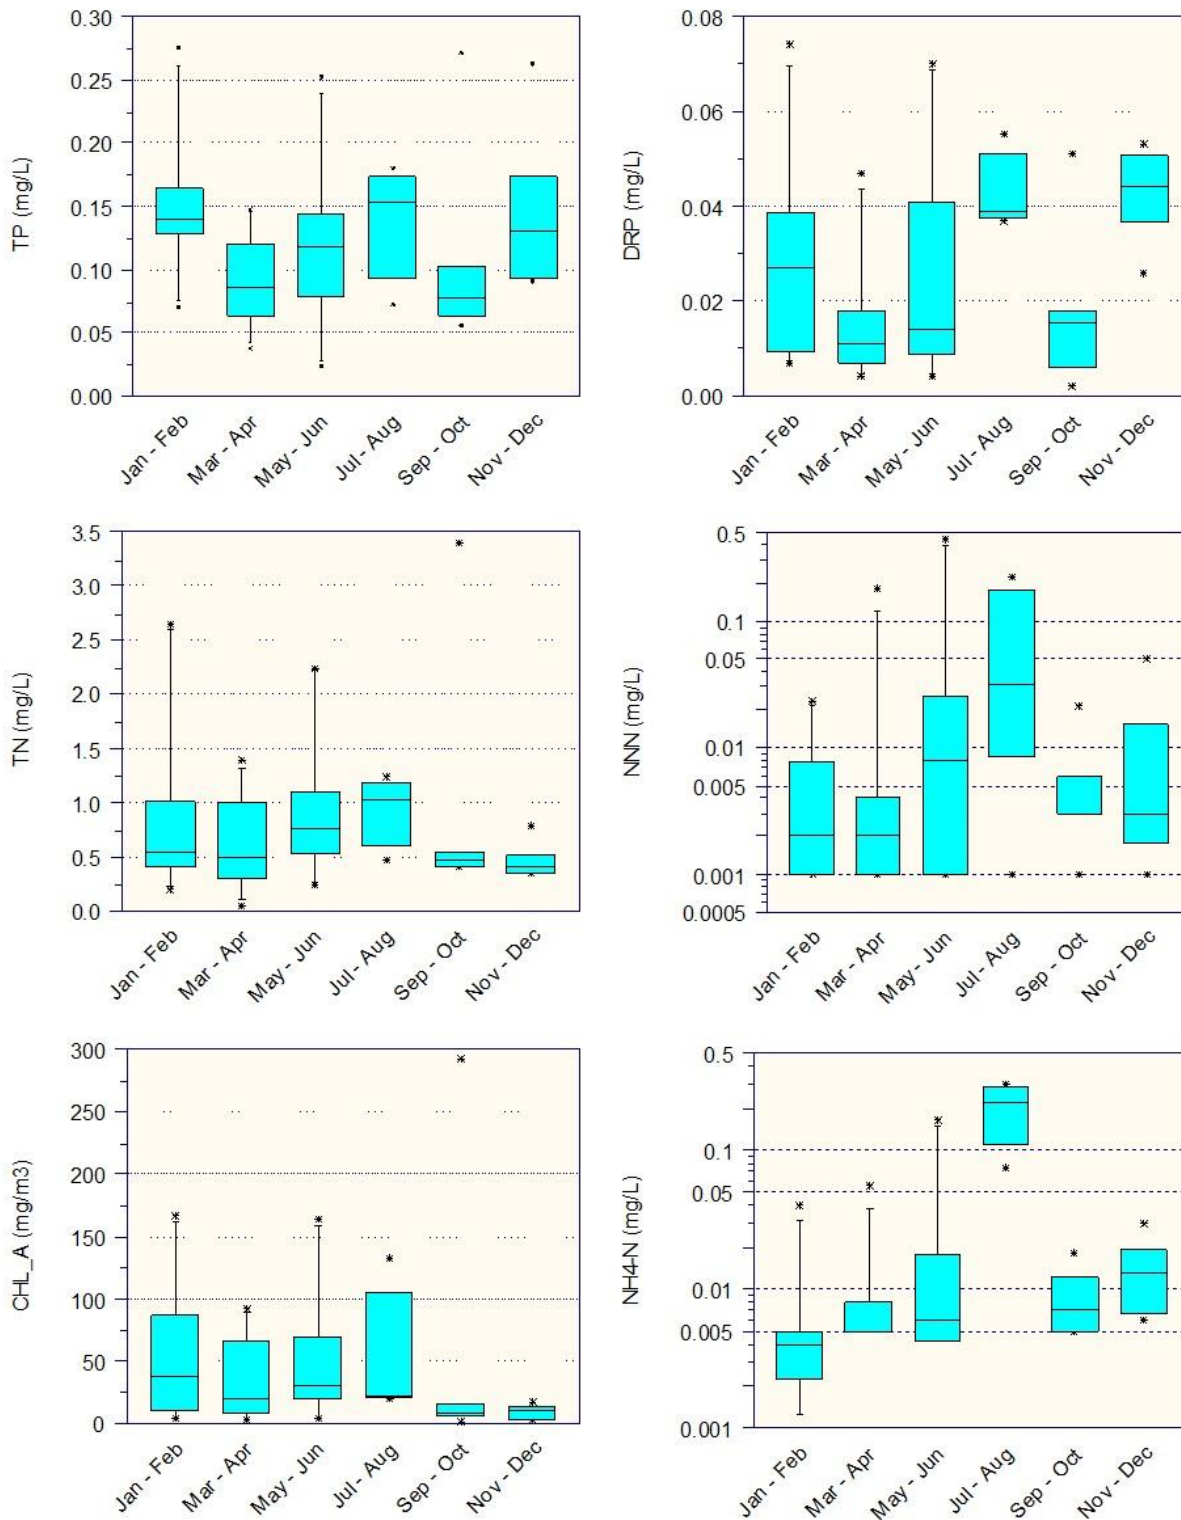 TP (mg/L)
0.30
0.25
0.20
0.15
0.10
0.05
0.00
Jan - Feb
Mar - Apr
May - Jun
Jul - Aug
Sep - Oct
Nov - Dec
DRP (mg/L)
0.08
0.06
0.04
0.02
0.00
Jan - Feb
Mar - Apr
May - Jun
Jul - Aug
Sep - Oct
Nov - Dec
TN (mg/L)
3.5
3.0
2.5
2.0
1.5
1.0
0.5
0.0
Jan - Feb
Mar - Apr
May - Jun
Jul - Aug
Sep - Oct
Nov - Dec
NNN (mg/L)
0.5
0.1
0.05
0.01
0.005
0.001
0.0005
Jan - Feb
Mar - Apr
May - Jun
Jul - Aug
Sep - Oct
Nov - Dec
CHL_A (mg/m3)
300
250
200
150
100
50
0
Jan - Feb
Mar - Apr
May - Jun
Jul - Aug
Sep - Oct
Nov - Dec
NH4-N (mg/L)
0.5
0.1
0.05
0.01
0.005
0.001
Jan - Feb
Mar - Apr
May - Jun
Jul - Aug
Sep - Oct
Nov - Dec